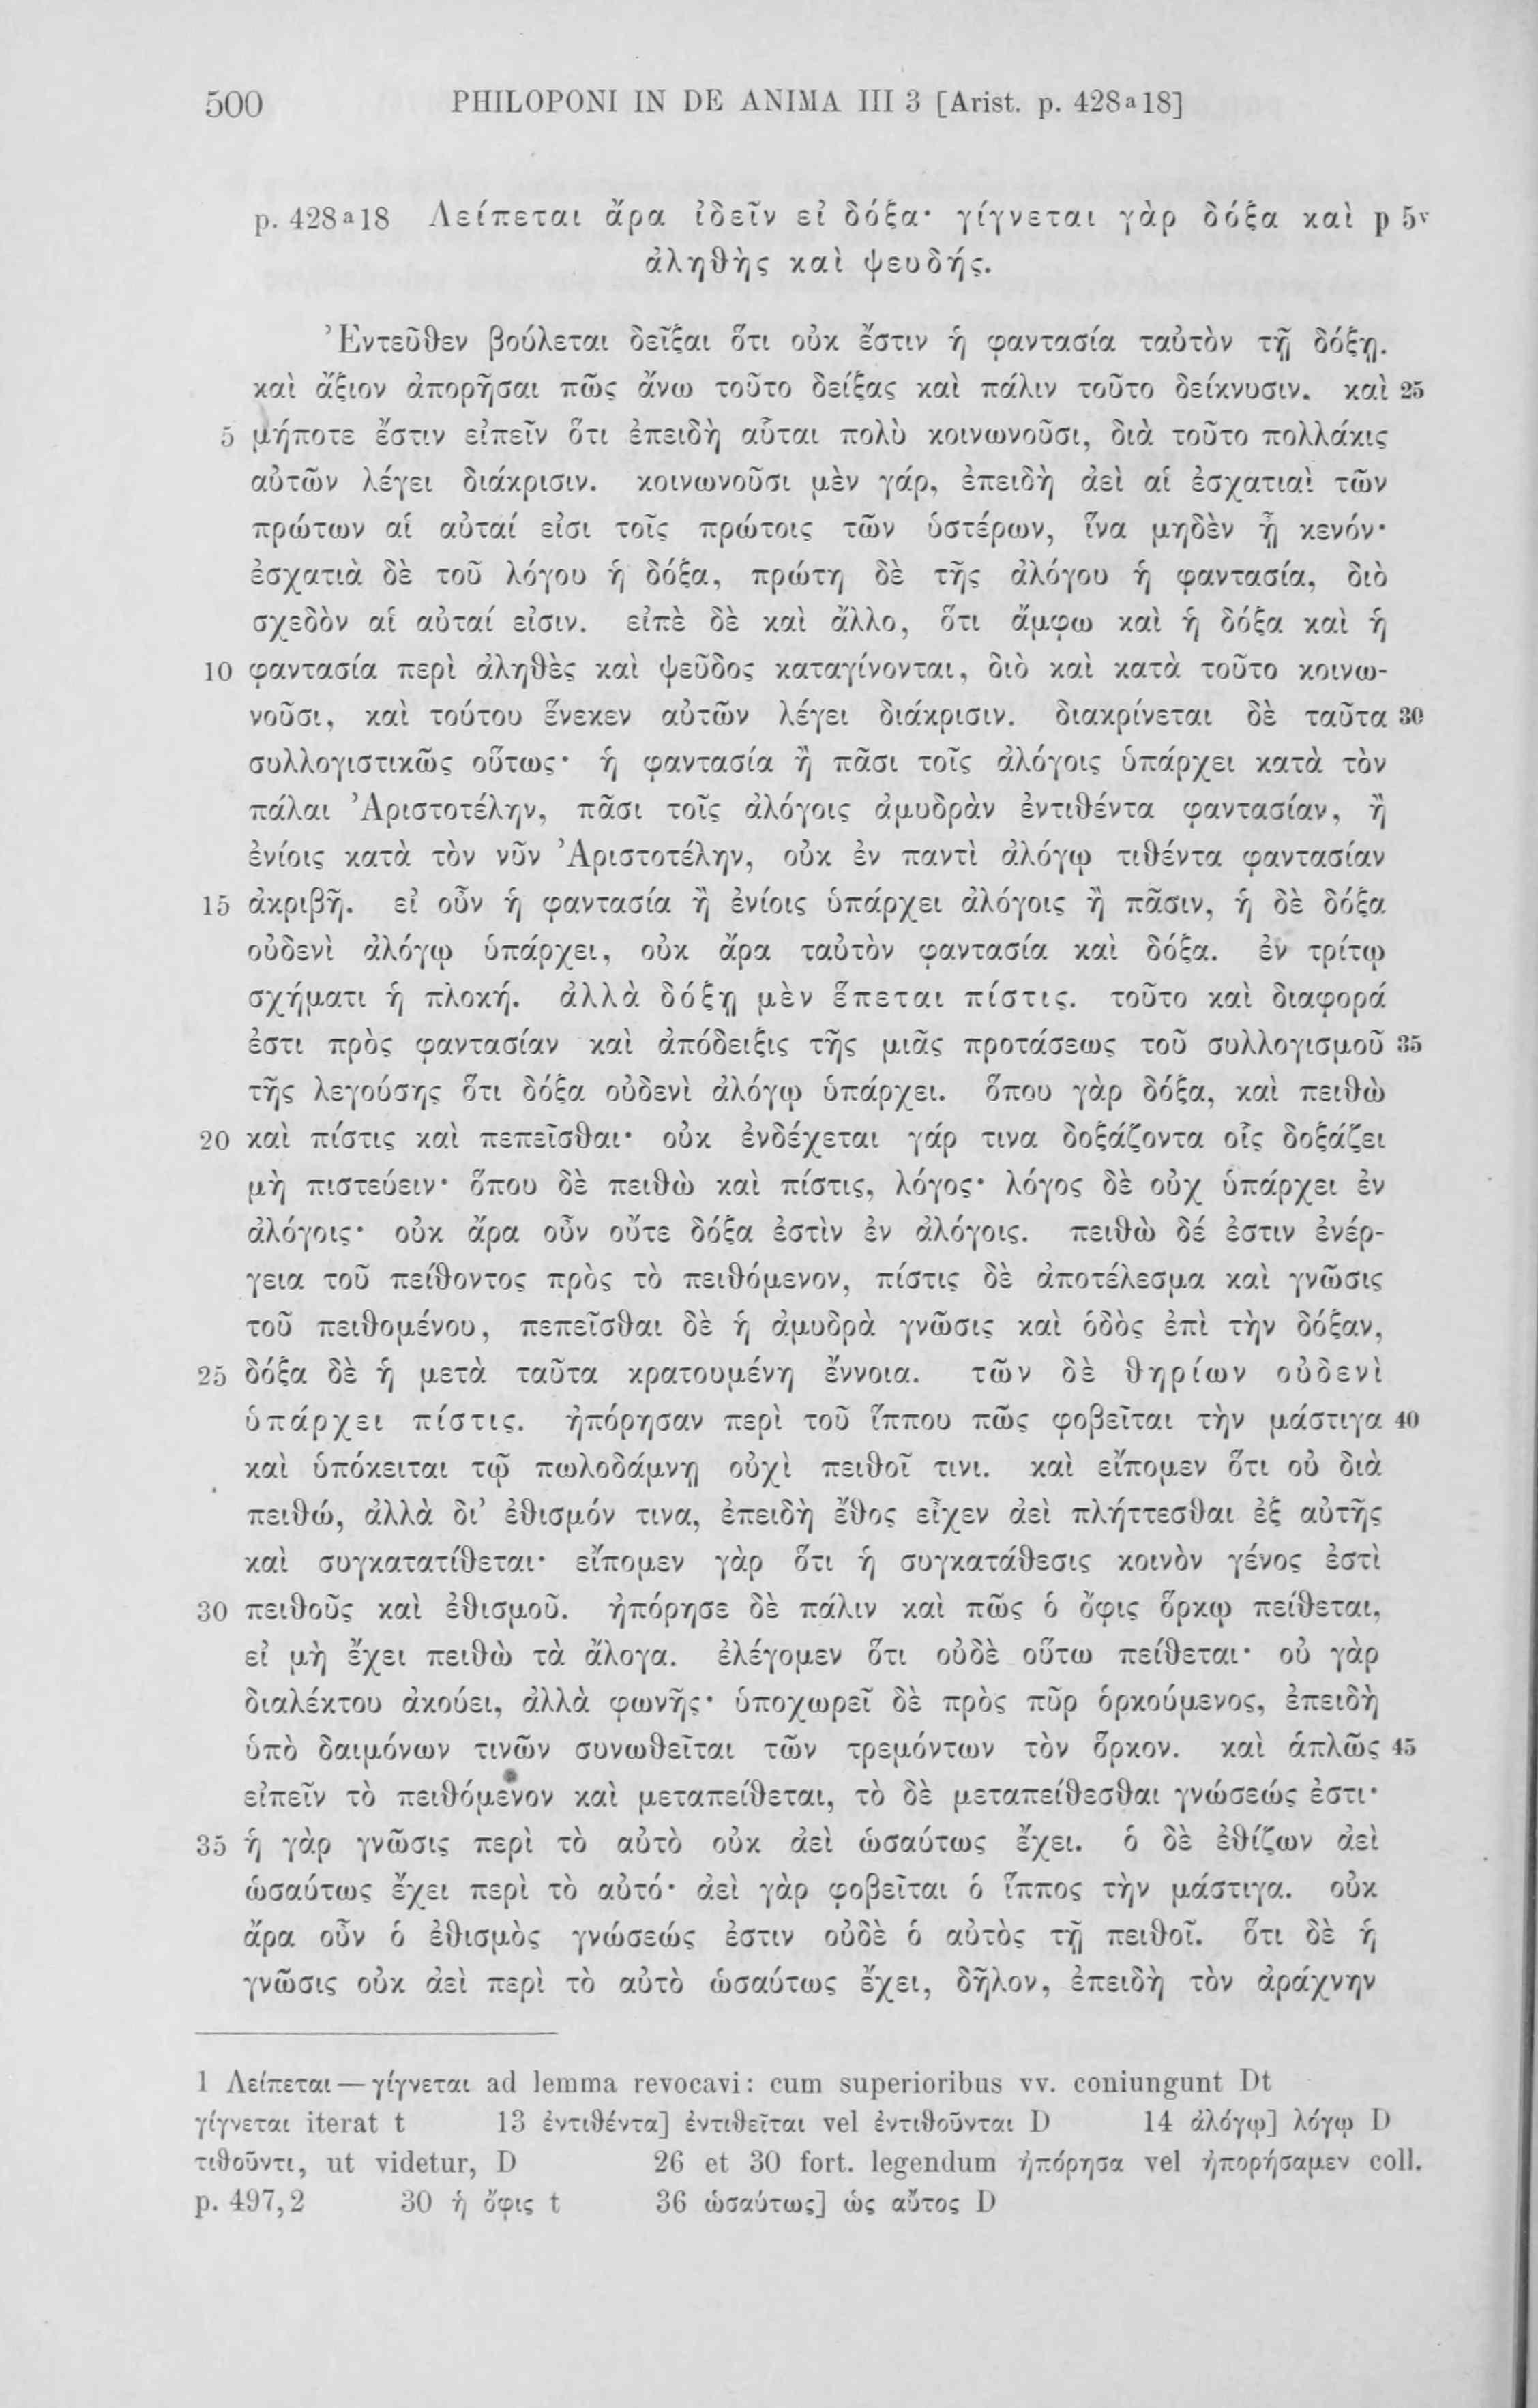 500 PHILOPONI IN DE ANIMA III 3 [Arist. p. 428a18]
p. 428a18 Λείπεται ἄρα ἰδεῖν εἰ δόξα· γίγνεται γὰρ δόξα καὶ p 5v
ἀληθὴς καὶ ψευδής.
Ἐντεῦθεν βούλεται δεῖξαι ὅτι οὐκ ἔστιν ἡ φαντασία ταὐτὸν τῇ δόξῃ.
καὶ ἄξιον ἀπορῆσαι πῶς ἄνω τοῦτο δείξας καὶ πάλιν τοῦτο δείκνυσιν. καὶ 25
5 μήποτε ἔστιν εἰπεῖν ὅτι ἐπειδὴ αὗται πολὺ κοινωνοῦσι, διὰ τοῦτο πολλάκις
αὐτῶν λέγει διάκρισιν. κοινωνοῦσι μὲν γάρ, ἐπειδὴ ἀεὶ αἱ ἐσχατιαὶ τῶν
πρώτων αἱ αὐταί εἰσι τοῖς πρώτοις τῶν ὑστέρων, ἵνα μηδὲν ᾖ κενόν·
ἐσχατιὰ δὲ τοῦ λόγου ἡ δόξα, πρώτη δὲ τῆς ἀλόγου ἡ φαντασία, διὸ
σχεδὸν αἱ αὐταί εἰσιν. εἰπὲ δὲ καὶ ἄλλο, ὅτι ἄμφω καὶ ἡ δόξα καὶ ἡ
10 φαντασία περὶ ἀληθὲς καὶ ψεῦδος καταγίνονται, διὸ καὶ κατὰ τοῦτο κοινω-
νοῦσι, καὶ τούτου ἕνεκεν αὐτῶν λέγει διάκρισιν. διακρίνεται δὲ ταῦτα 30
συλλογιστικῶς οὕτως· ἡ φαντασία ἢ πᾶσι τοῖς ἀλόγοις ὑπάρχει κατὰ τὸν
πάλαι Ἀριστοτέλην, πᾶσι τοῖς ἀλόγοις ἀμυδρὰν ἐντιθέντα φαντασίαν, ἢ
ἐνίοις κατὰ τὸν νῦν Ἀριστοτέλην, οὐκ ἐν παντὶ ἀλόγῳ τιθέντα φαντασίαν
15 ἀκριβῆ. εἰ οὖν ἡ φαντασία ἢ ἐνίοις ὑπάρχει ἀλόγοις ἢ πᾶσιν, ἡ δὲ δόξα
οὐδενὶ ἀλόγῳ ὑπάρχει, οὐκ ἄρα ταὐτὸν φαντασία καὶ δόξα. ἐν τρίτῳ
σχήματι ἡ πλοκή. ἀλλὰ δόξῃ μὲν ἕπεται πίστις. τοῦτο καὶ διαφορά
ἐστι πρὸς φαντασίαν καὶ ἀπόδειξις τῆς μιᾶς προτάσεως τοῦ συλλογισμοῦ 35
τῆς λεγούσης ὅτι δόξα οὐδενὶ ἀλόγῳ ὑπάρχει. ὅπου γὰρ δόξα, καὶ πειθὼ
20 καὶ πίστις καὶ πεπεῖσθαι· οὐκ ἐνδέχεται γάρ τινα δοξάζοντα οἷς δοξάζει
μὴ πιστεύειν· ὅπου δὲ πειθὼ καὶ πίστις, λόγος· λόγος δὲ οὐχ ὑπάρχει ἐν
ἀλόγοις· οὐκ ἄρα οὖν οὔτε δόξα ἐστὶν ἐν ἀλόγοις. πειθὼ δέ ἐστιν ἐνέρ-
γεια τοῦ πείθοντος πρὸς τὸ πειθόμενον, πίστις δὲ ἀποτέλεσμα καὶ γνῶσις
τοῦ πειθομένου, πεπεῖσθαι δὲ ἡ ἀμυδρὰ γνῶσις καὶ ὁδὸς ἐπὶ τὴν δόξαν,
25 δόξα δὲ ἡ μετὰ ταῦτα κρατουμένη ἔννοια. τῶν δὲ θηρίων οὐδενὶ
ὑπάρχει πίστις. ἠπόρησαν περὶ τοῦ ἵππου πῶς φοβεῖται τὴν μάστιγα 40
καὶ ὑπόκειται τῷ πωλοδάμνῃ οὐχὶ πειθοῖ τινι. καὶ εἴπομεν ὅτι οὐ διὰ
πειθώ, ἀλλὰ δι’ ἐθισμόν τινα, ἐπειδὴ ἔθος εἶχεν ἀεὶ πλήττεσθαι ἐξ αὐτῆς
καὶ συγκατατίθεται· εἴπομεν γὰρ ὅτι ἡ συγκατάθεσις κοινὸν γένος ἐστὶ
30 πειθοῦς καὶ ἐθισμοῦ. ἠπόρησε δὲ πάλιν καὶ πῶς ὁ ὄφις ὅρκῳ πείθεται,
εἰ μὴ ἔχει πειθὼ τὰ ἄλογα. ἐλέγομεν ὅτι οὐδὲ οὕτω πείθεται· οὐ γὰρ
διαλέκτου ἀκούει, ἀλλὰ φωνῆς· ὑποχωρεῖ δὲ πρὸς πῦρ ὁρκούμενος, ἐπειδὴ
ὑπὸ δαιμόνων τινῶν συνωθεῖται τῶν τρεμόντων τὸν ὅρκον. καὶ ἁπλῶς 45
εἰπεῖν τὸ πειθόμενον καὶ μεταπείθεται, τὸ δὲ μεταπείθεσθαι γνώσεώς ἐστι·
35 ἡ γὰρ γνῶσις περὶ τὸ αὐτὸ οὐκ ἀεὶ ὡσαύτως ἔχει. ὁ δὲ ἐθίζων ἀεὶ
ὡσαύτως ἔχει περὶ τὸ αὐτό· ἀεὶ γὰρ φοβεῖται ὁ ἵππος τὴν μάστιγα. οὐκ
ἄρα οὖν ὁ ἐθισμὸς γνώσεώς ἐστιν οὐδὲ ὁ αὐτὸς τῇ πειθοῖ. ὅτι δὲ ἡ
γνῶσις οὐκ ἀεὶ περὶ τὸ αὐτὸ ὡσαύτως ἔχει, δῆλον, ἐπειδὴ τὸν ἀράχνην
1 Λείπεται — γίγνεται ad lemma revocavi: cum superioribus vv. coniungunt Dt
γίγνεται iterat t 13 ἐντιθέντα] ἐντιθεῖται vel ἐντιθοῦνται D 14 ἀλόγῳ] λόγῳ D
τιθοῦντι, ut videtur, D 26 et 30 fort. legendum ἠπόρησα vel ἠπορήσαμεν coll.
p. 497,2 30 ἡ ὄφις t 36 ὡσαύτως] ὡς αὕτος D